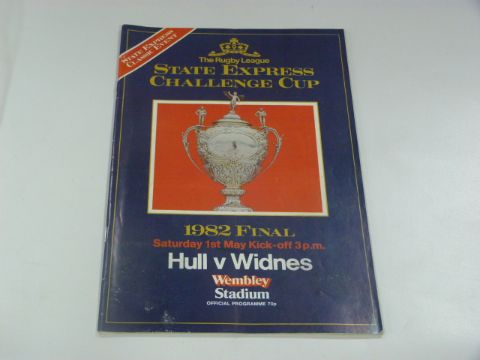 STATE EXPRESS
CLASSIC EVENT
The Rugby League
STATE EXPRESS
CHALLENGE CUP
1982 FINAL
Saturday 1st May Kick-off 3 p.m.
Hull v Widnes
Wembley
Stadium
OFFICIAL PROGRAMME 70p